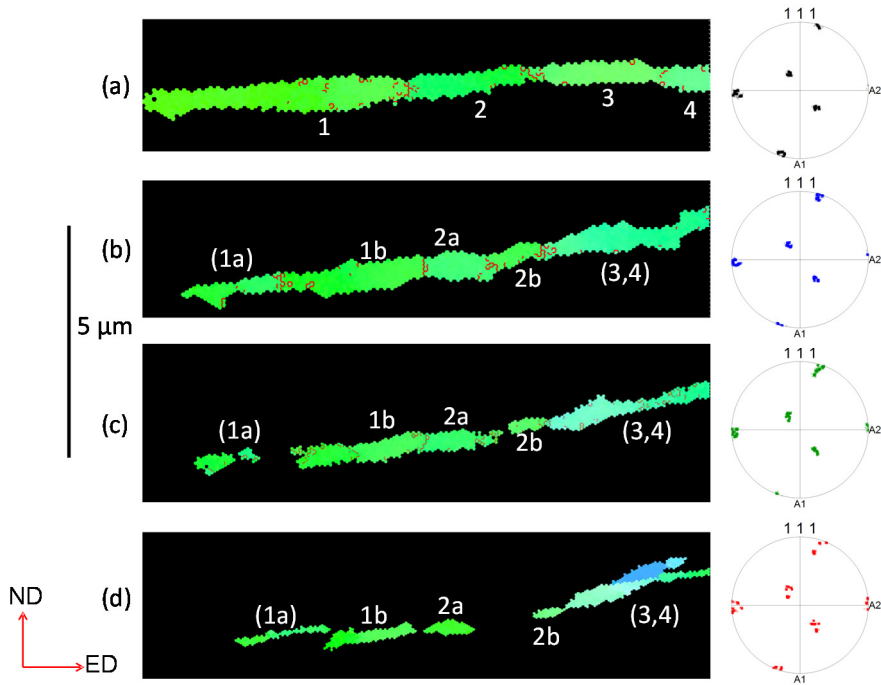 (a)
1
2
3
4
1 1 1
A2
A1
(b)
(1a)
1b
2a
2b
(3,4)
1 1 1
A2
A1
5 µm
(c)
(1a)
1b
2a
2b
(3,4)
1 1 1
A2
A1
(d)
(1a)
1b
2a
2b
(3,4)
1 1 1
A2
A1
ND
ED